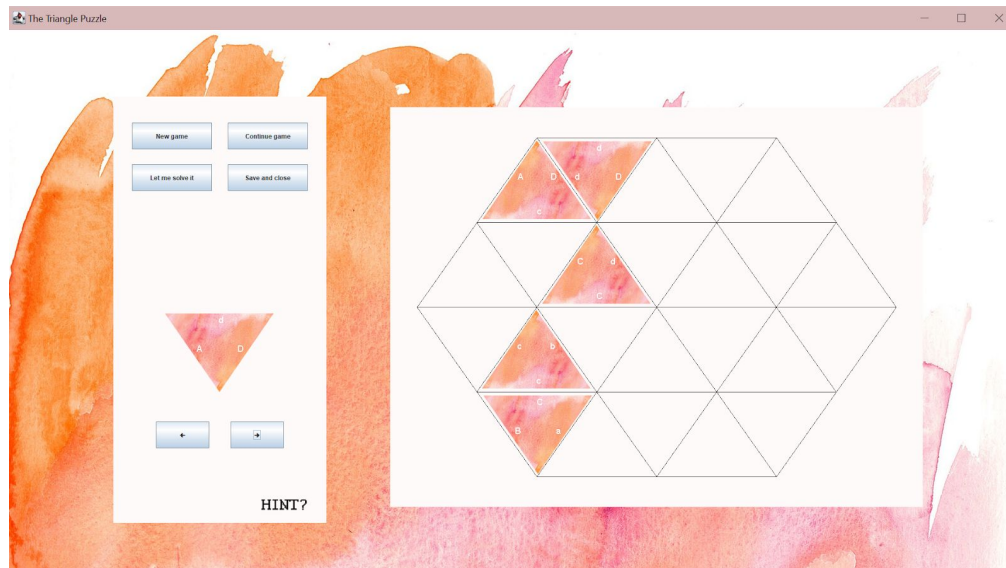 The Triangle Puzzle
New game
Continue game
Let me solve it
Save and close
d
A D
HINT?
d
A D d D
c
C d
C
c b
c
C
B a